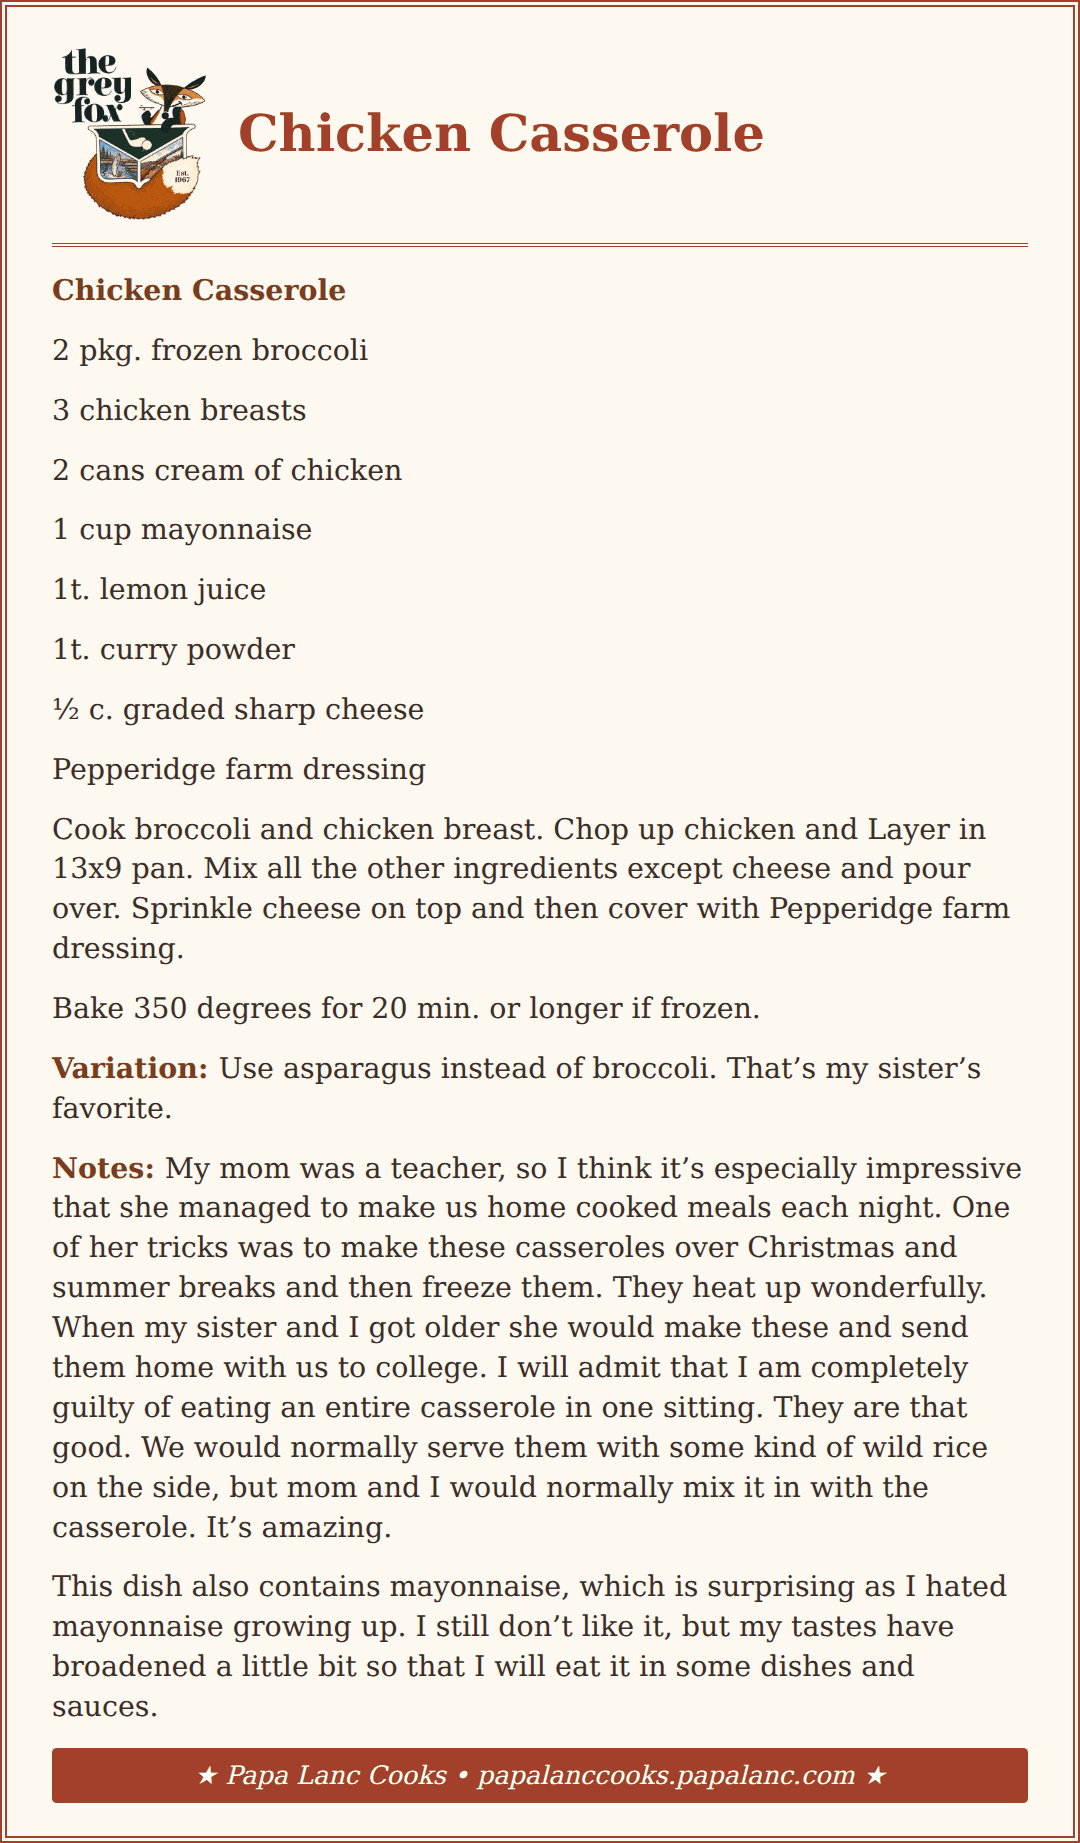 the
grey
fox
Est.
1967
Chicken Casserole
Chicken Casserole
2 pkg. frozen broccoli
3 chicken breasts
2 cans cream of chicken
1 cup mayonnaise
1t. lemon juice
1t. curry powder
½ c. graded sharp cheese
Pepperidge farm dressing
Cook broccoli and chicken breast. Chop up chicken and Layer in
13x9 pan. Mix all the other ingredients except cheese and pour
over. Sprinkle cheese on top and then cover with Pepperidge farm
dressing.
Bake 350 degrees for 20 min. or longer if frozen.
Variation: Use asparagus instead of broccoli. That’s my sister’s
favorite.
Notes: My mom was a teacher, so I think it’s especially impressive
that she managed to make us home cooked meals each night. One
of her tricks was to make these casseroles over Christmas and
summer breaks and then freeze them. They heat up wonderfully.
When my sister and I got older she would make these and send
them home with us to college. I will admit that I am completely
guilty of eating an entire casserole in one sitting. They are that
good. We would normally serve them with some kind of wild rice
on the side, but mom and I would normally mix it in with the
casserole. It’s amazing.
This dish also contains mayonnaise, which is surprising as I hated
mayonnaise growing up. I still don’t like it, but my tastes have
broadened a little bit so that I will eat it in some dishes and
sauces.
★ Papa Lanc Cooks • papalanccooks.papalanc.com ★